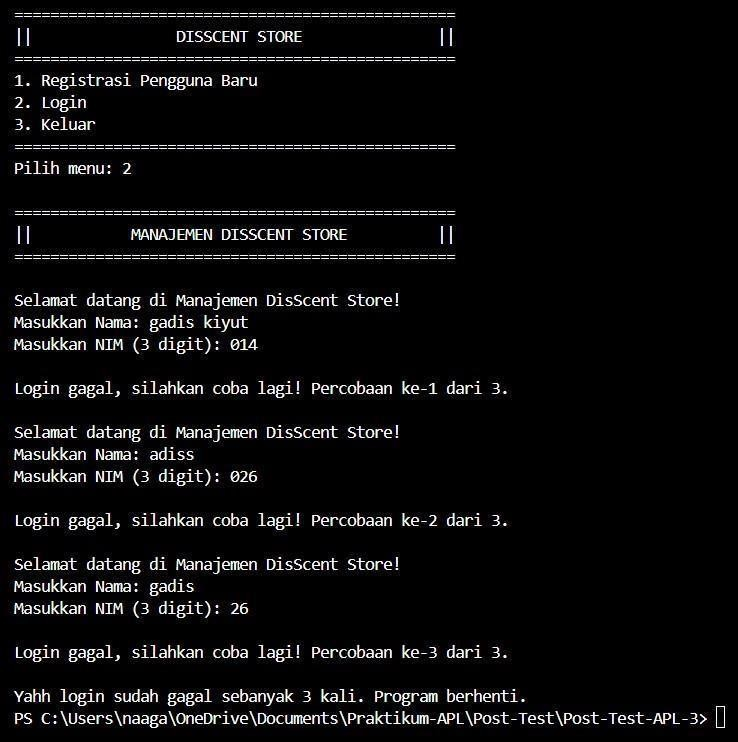 =================================================
||                DISSCENT STORE               ||
=================================================
1. Registrasi Pengguna Baru
2. Login
3. Keluar
=================================================
Pilih menu: 2
=================================================
||           MANAJEMEN DISSCENT STORE          ||
=================================================
Selamat datang di Manajemen DisScent Store!
Masukkan Nama: gadis kiyut
Masukkan NIM (3 digit): 014
Login gagal, silahkan coba lagi! Percobaan ke-1 dari 3.
Selamat datang di Manajemen DisScent Store!
Masukkan Nama: adiss
Masukkan NIM (3 digit): 026
Login gagal, silahkan coba lagi! Percobaan ke-2 dari 3.
Selamat datang di Manajemen DisScent Store!
Masukkan Nama: gadis
Masukkan NIM (3 digit): 26
Login gagal, silahkan coba lagi! Percobaan ke-3 dari 3.
Yahh login sudah gagal sebanyak 3 kali. Program berhenti.
PS C:\Users\naaga\OneDrive\Documents\Praktikum-APL\Post-Test\Post-Test-APL-3>